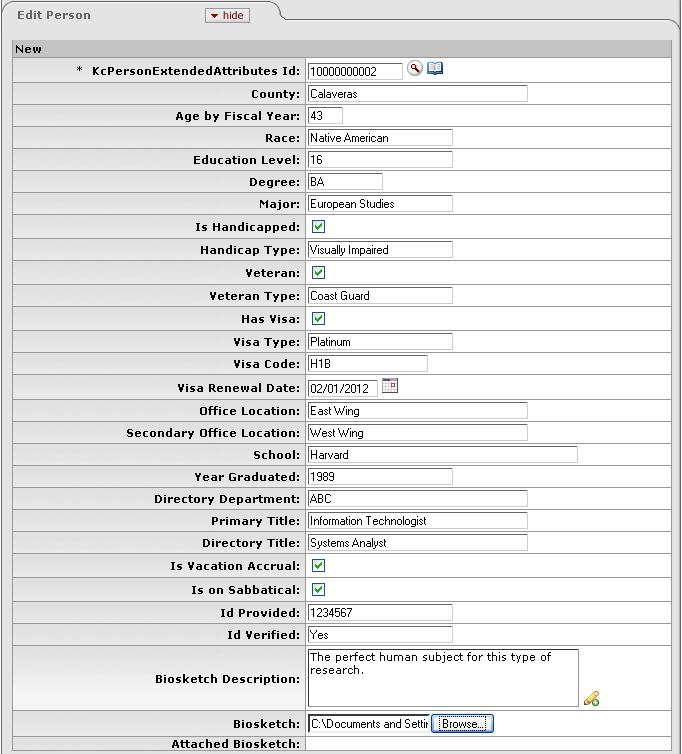 Edit Person
hide
New
* KcPersonExtendedAttributes Id: 10000000002
County: Calaveras
Age by Fiscal Year: 43
Race: Native American
Education Level: 16
Degree: BA
Major: European Studies
Is Handicapped:
Handicap Type: Visually Impaired
Veteran:
Veteran Type: Coast Guard
Has Visa:
Visa Type: Platinum
Visa Code: H1B
Visa Renewal Date: 02/01/2012
Office Location: East Wing
Secondary Office Location: West Wing
School: Harvard
Year Graduated: 1989
Directory Department: ABC
Primary Title: Information Technologist
Directory Title: Systems Analyst
Is Vacation Accrual:
Is on Sabbatical:
Id Provided: 1234567
Id Verified: Yes
Biosketch Description: The perfect human subject for this type of
research.
Biosketch: C:\Documents and Settin Browse...
Attached Biosketch: